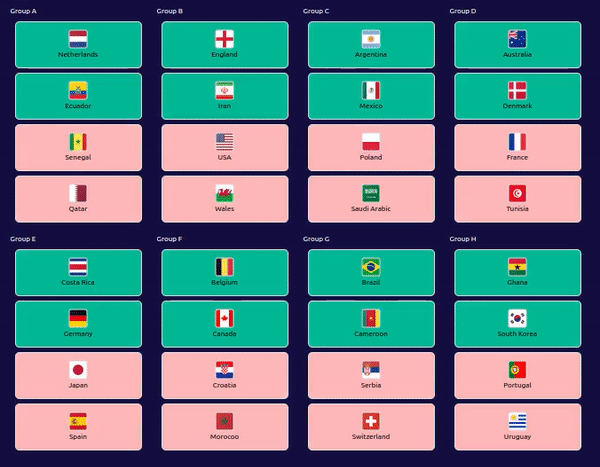 Group A
Netherlands
Ecuador
Senegal
Qatar
Group B
England
Iran
USA
Wales
Group C
Argentina
Mexico
Poland
Saudi Arabic
Group D
Australia
Denmark
France
Tunisia
Group E
Costa Rica
Germany
Japan
Spain
Group F
Belgium
Canada
Croatia
Morocoo
Group G
Brazil
Cameroon
Serbia
Switzerland
Group H
Ghana
South Korea
Portugal
Uruguay